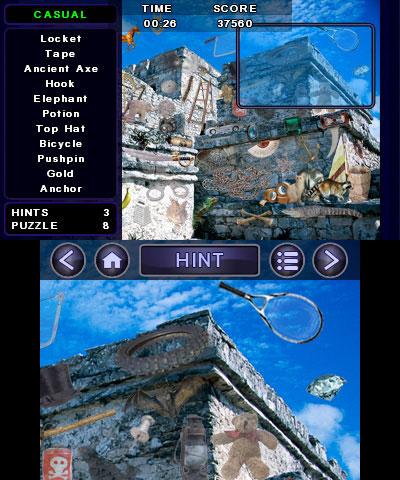 CASUAL
TIME SCORE
00:26 37560
Locket
Tape
Ancient Axe
Hook
Elephant
Potion
Top Hat
Bicycle
Pushpin
Gold
Anchor
HINTS 3
PUZZLE 8
HINT